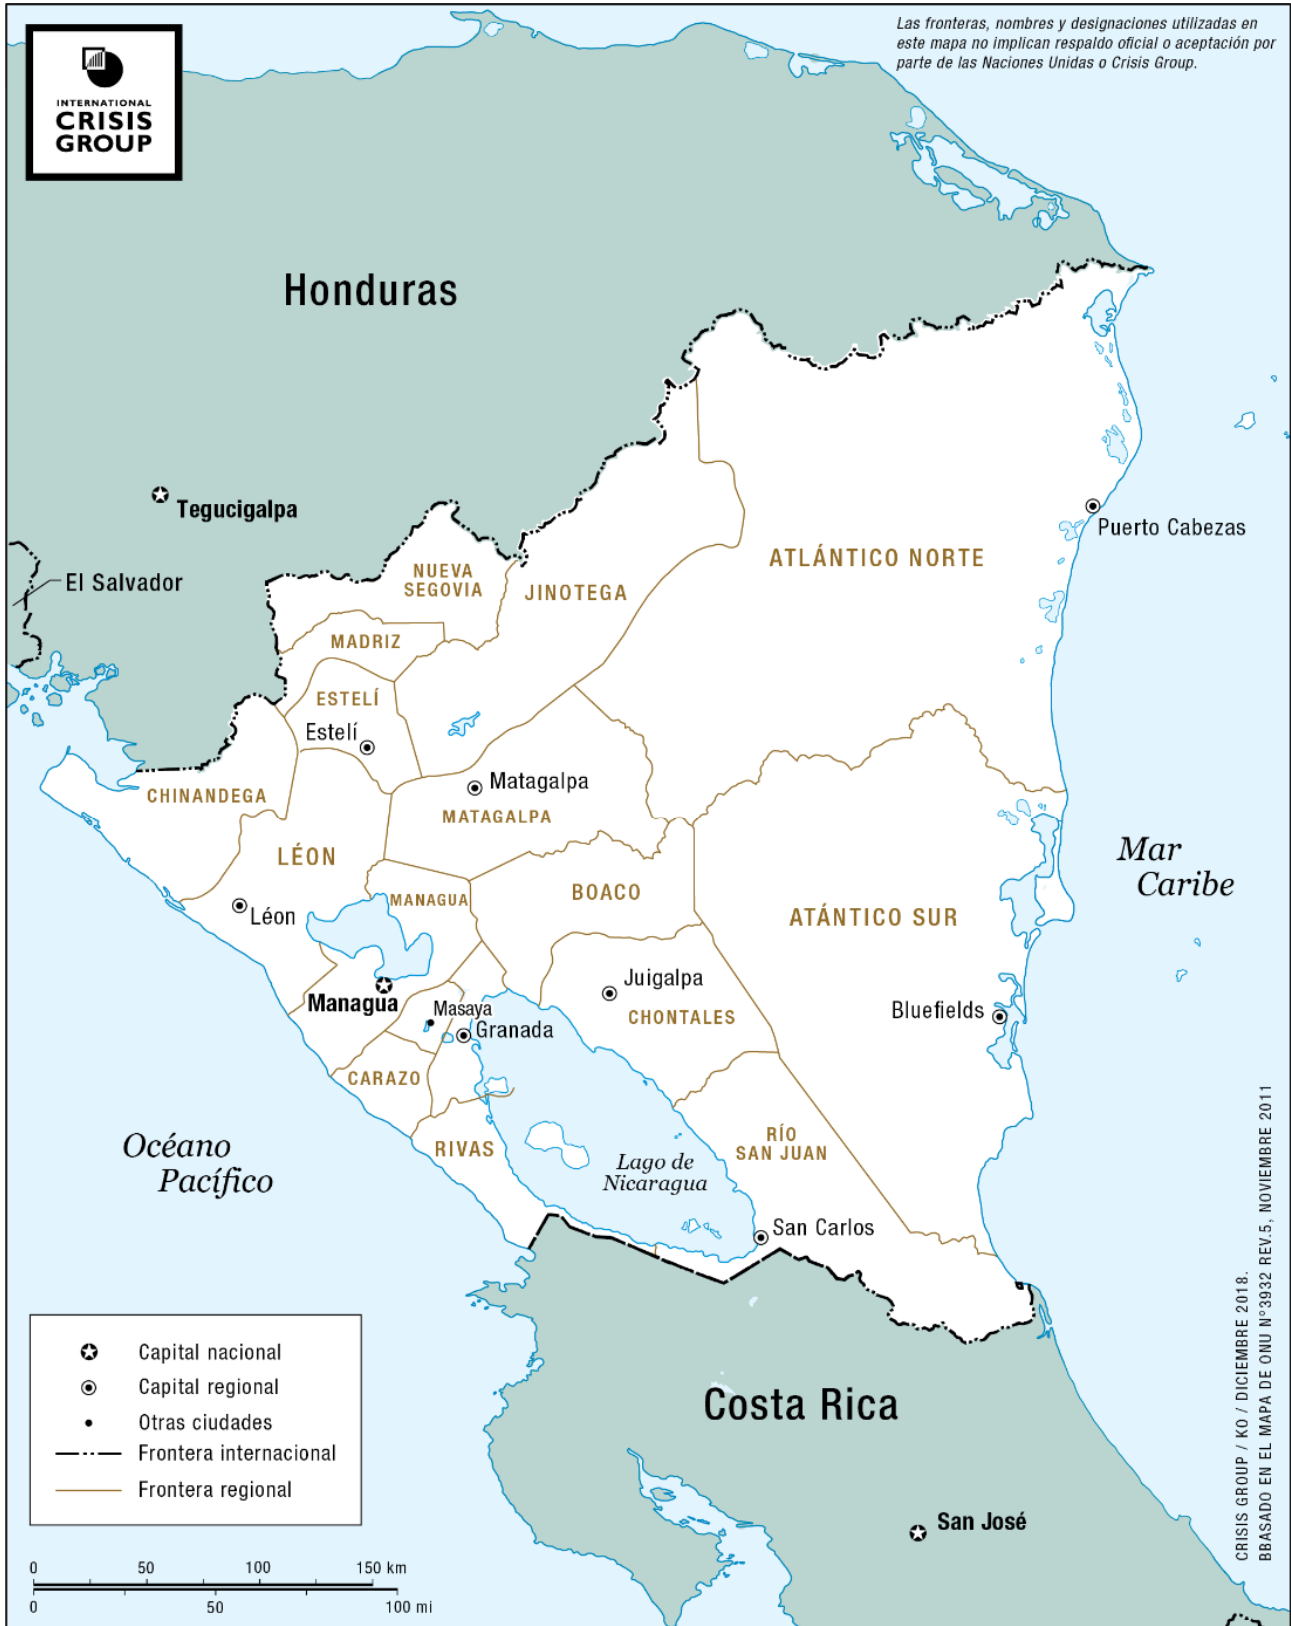 Las fronteras, nombres y designaciones utilizadas en
este mapa no implican respaldo oficial o aceptación por
parte de las Naciones Unidas o Crisis Group.
INTERNATIONAL
CRISIS
GROUP
Honduras
Tegucigalpa
El Salvador
Puerto Cabezas
ATLÁNTICO NORTE
NUEVA
SEGOVIA
JINOTEGA
MADRIZ
ESTELÍ
Estelí
CHINANDEGA
Matagalpa
MATAGALPA
LÉON
Léon
MANAGUA
BOACO
ATÁNTICO SUR
Mar
Caribe
Managua
Masaya
Granada
Juigalpa
CHONTALES
Bluefields
CARAZO
RIVAS
Océano
Pacífico
Lago de
Nicaragua
RÍO
SAN JUAN
San Carlos
Costa Rica
San José
Capital nacional
Capital regional
Otras ciudades
Frontera internacional
Frontera regional
0 50 100 150 km
0 50 100 mi
CRISIS GROUP / KO / DICIEMBRE 2018.
BBASADO EN EL MAPA DE ONU N°3932 REV.5, NOVIEMBRE 2011